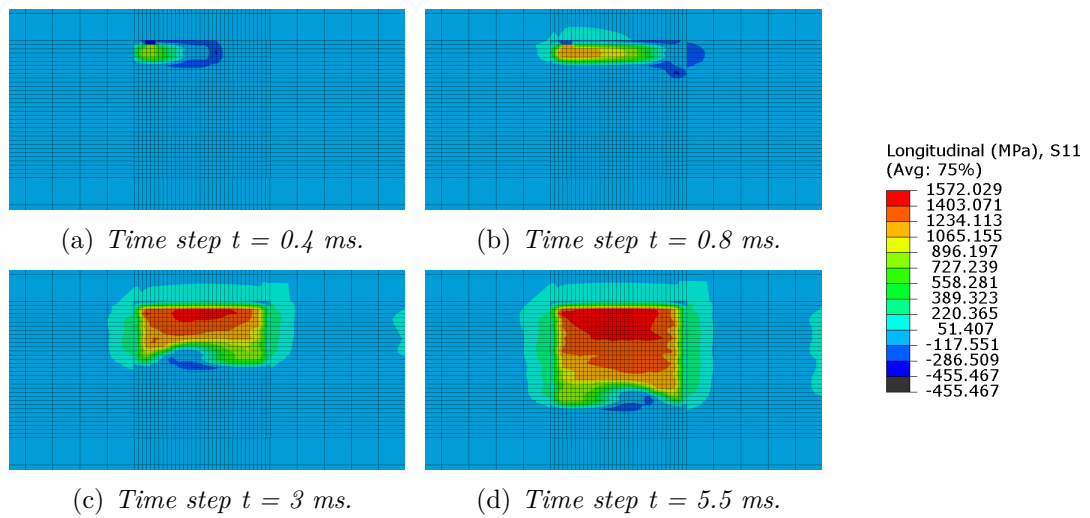 (a) Time step t = 0.4 ms.
(b) Time step t = 0.8 ms.
Longitudinal (MPa), S11
(Avg: 75%)
1572.029
1403.071
1234.113
1065.155
896.197
727.239
558.281
389.323
220.365
51.407
-117.551
-286.509
-455.467
-455.467
(c) Time step t = 3 ms.
(d) Time step t = 5.5 ms.